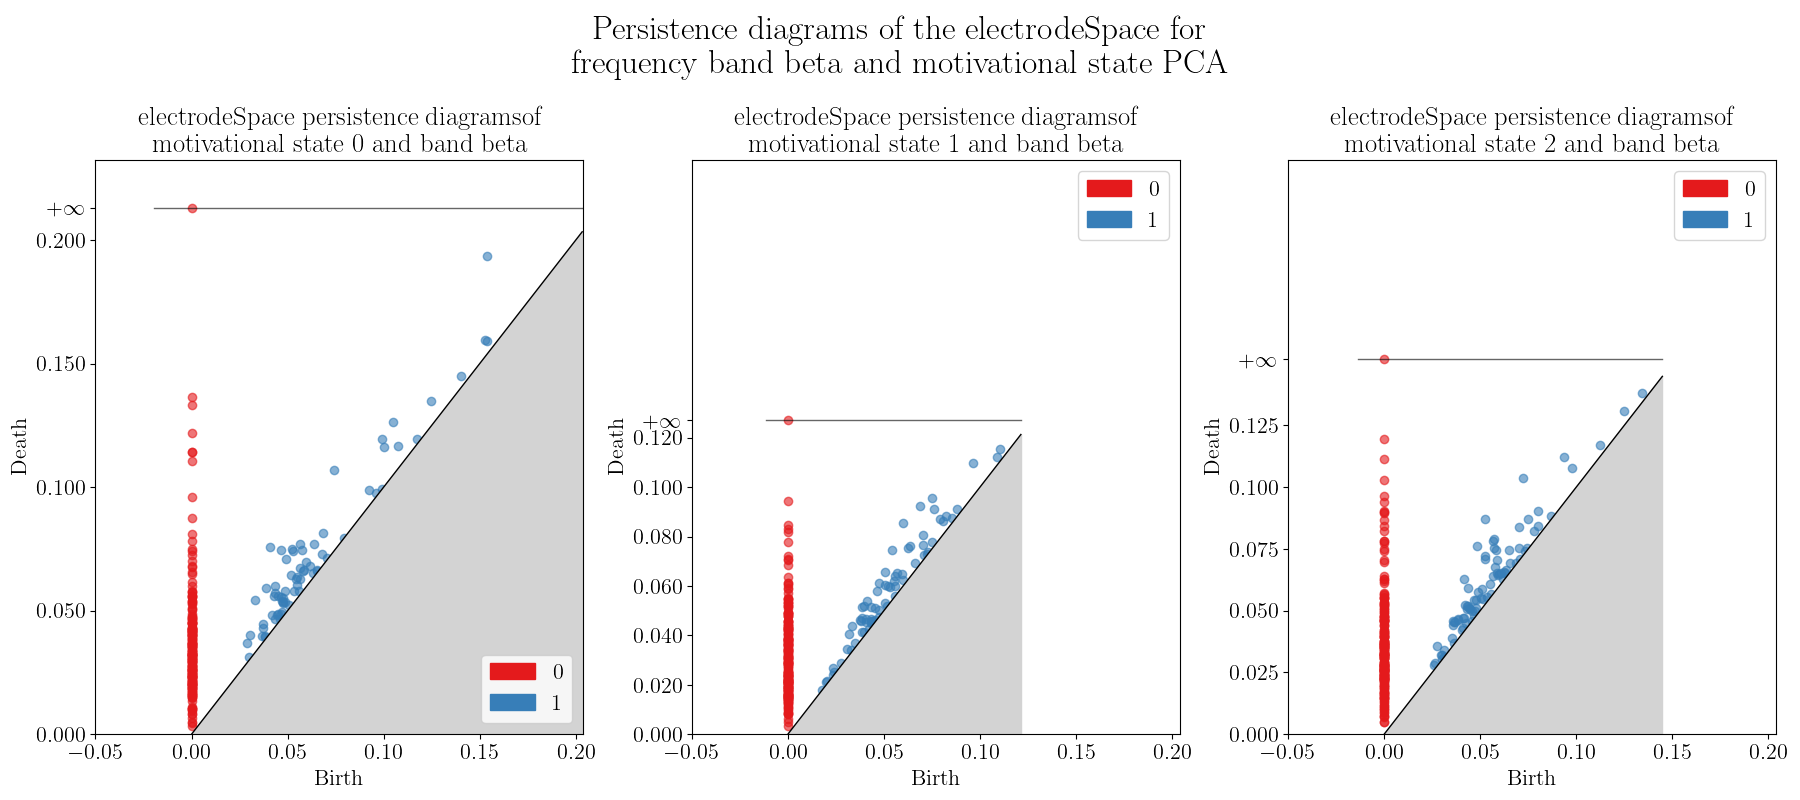 Persistence diagrams of the electrodeSpace for
frequency band beta and motivational state PCA
electrodeSpace persistence diagramsof
motivational state 0 and band beta
+∞
0.200
0.150
0.100
0.050
0.000
Death
−0.05 0.00 0.05 0.10 0.15 0.20
Birth
0
1
electrodeSpace persistence diagramsof
motivational state 1 and band beta
+∞
0.120
0.100
0.080
0.060
0.040
0.020
0.000
Death
−0.05 0.00 0.05 0.10 0.15 0.20
Birth
0
1
electrodeSpace persistence diagramsof
motivational state 2 and band beta
+∞
0.125
0.100
0.075
0.050
0.025
0.000
Death
−0.05 0.00 0.05 0.10 0.15 0.20
Birth
0
1